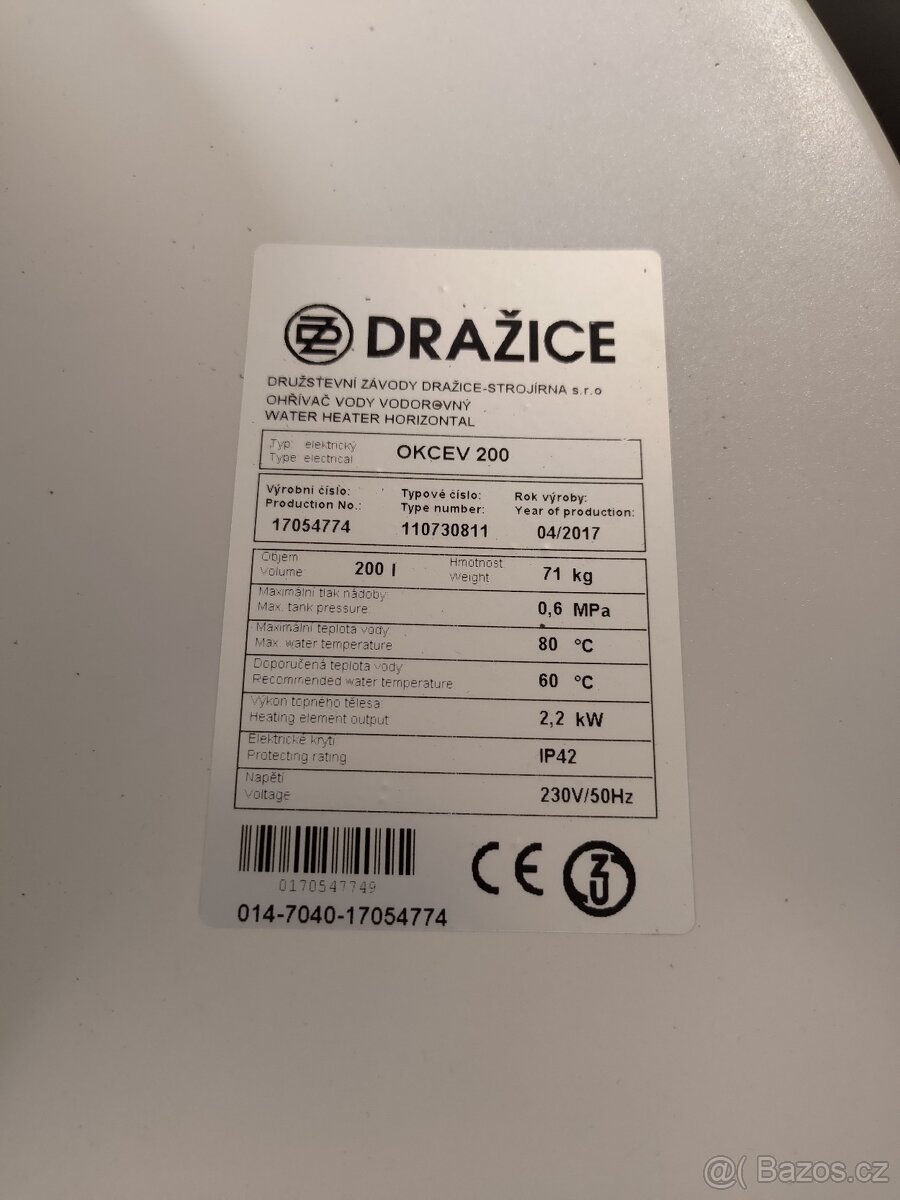 DRAŽICE
DRUŽSTEVNÍ ZÁVODY DRAŽICE-STROJÍRNA s.r.o
OHŘÍVAČ VODY VODOROVNÝ
WATER HEATER HORIZONTAL
Typ: elektrický
Type electrical
OKCEV 200
Výrobní číslo:
Production No.:
17054774
Typové číslo:
Type number:
110730811
Rok výroby:
Year of production:
04/2017
Objem
Volume
200 l
Hmotnost
Weight
71 kg
Maximální tlak nádoby
Max. tank pressure
0,6 MPa
Maximální teplota vody
Max. water temperature
80 °C
Doporučená teplota vody
Recommended water temperature
60 °C
Výkon topného tělesa
Heating element output
2,2 kW
Elektrické krytí
Protecting rating
IP42
Napětí
Voltage
230V/50Hz
0170547749
014-7040-17054774
CE
@( Bazos.cz